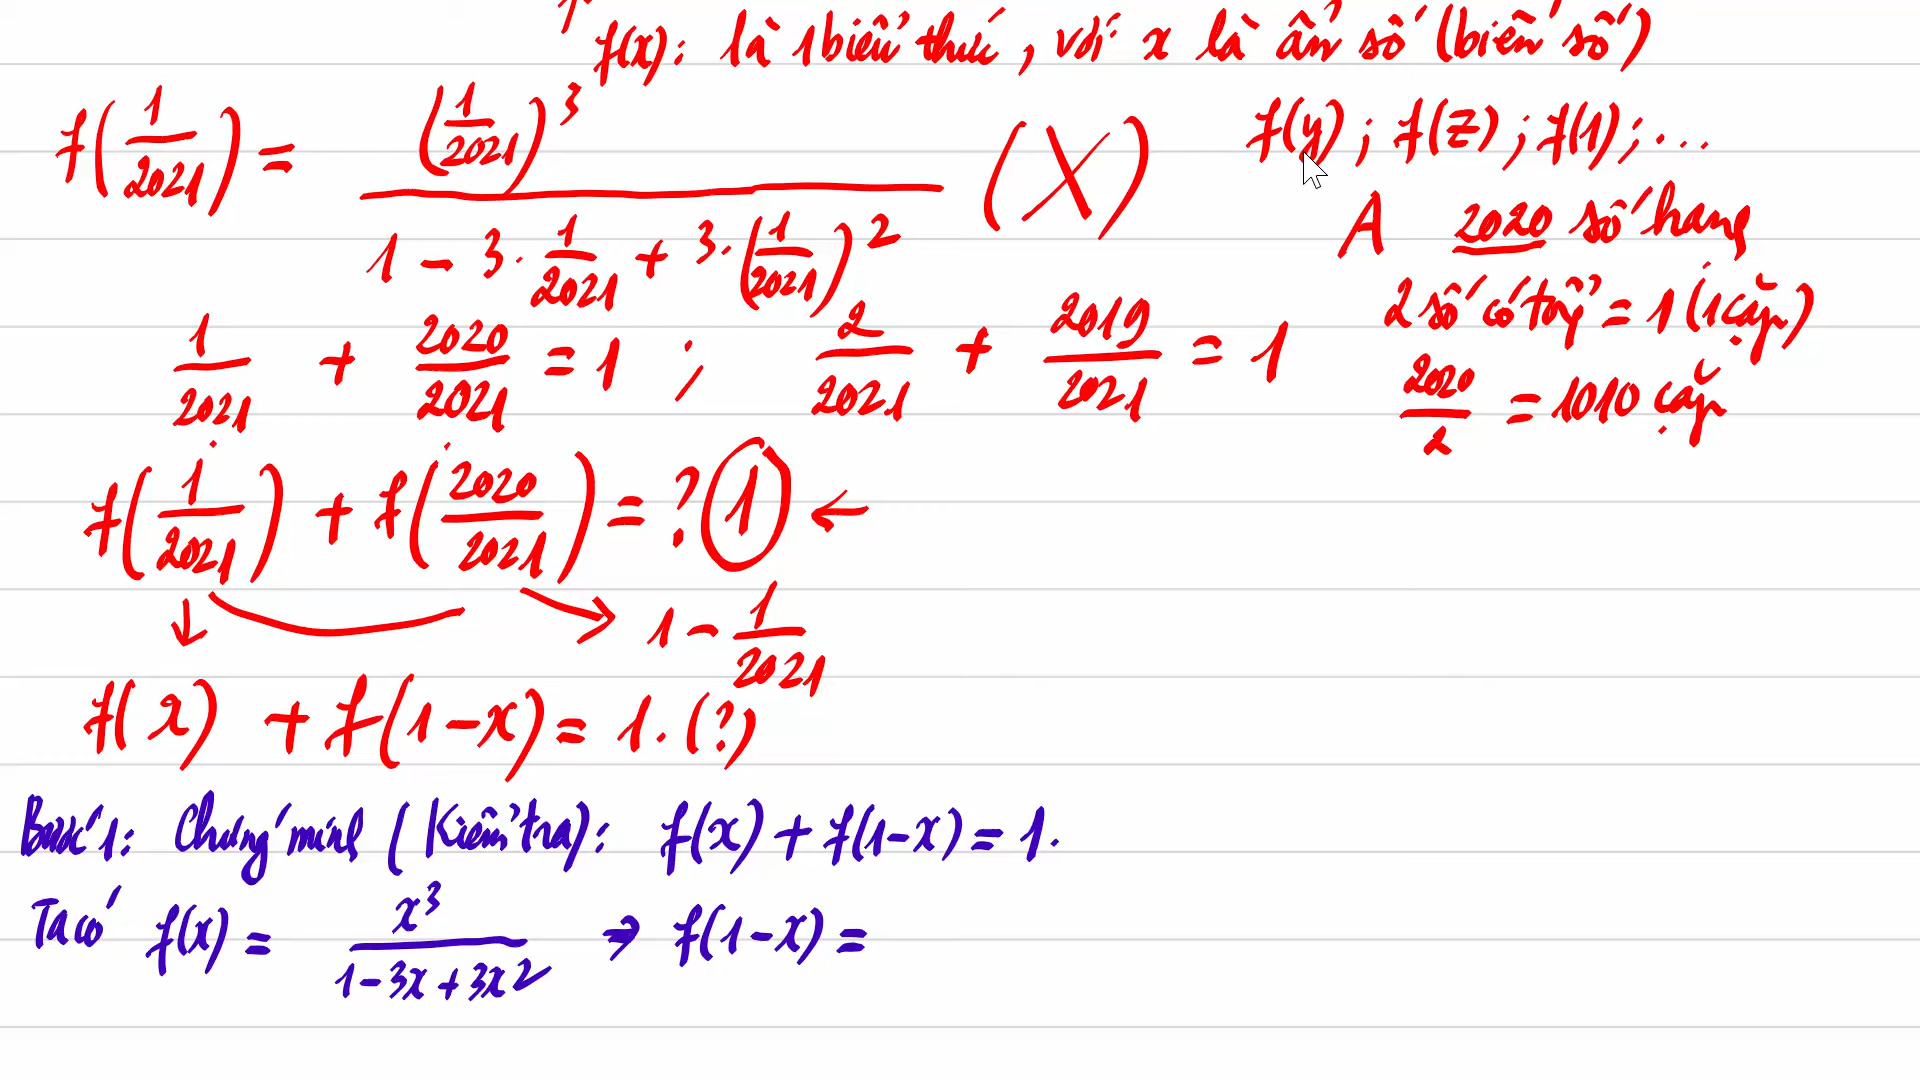 f(x): là 1 biểu thức, với x là ẩn số (biến số)
f(1/2021) = (1/2021)^3 / (1 - 3·1/2021 + 3·(1/2021)^2) (X)
f(y); f(z); f(1); ...
A 2020 số hạng
2 số có tổng = 1 (1 cặp)
1/2021 + 2020/2021 = 1 ; 2/2021 + 2019/2021 = 1
2020/2 = 1010 cặp
f(1/2021) + f(2020/2021) = ? 1 ←
↓ → 1 - 1/2021
f(x) + f(1-x) = 1. (?)
Bước 1: Chứng minh (Kiểm tra): f(x) + f(1-x) = 1.
Ta có f(x) = x^3 / (1-3x+3x2) ⇒ f(1-x) =